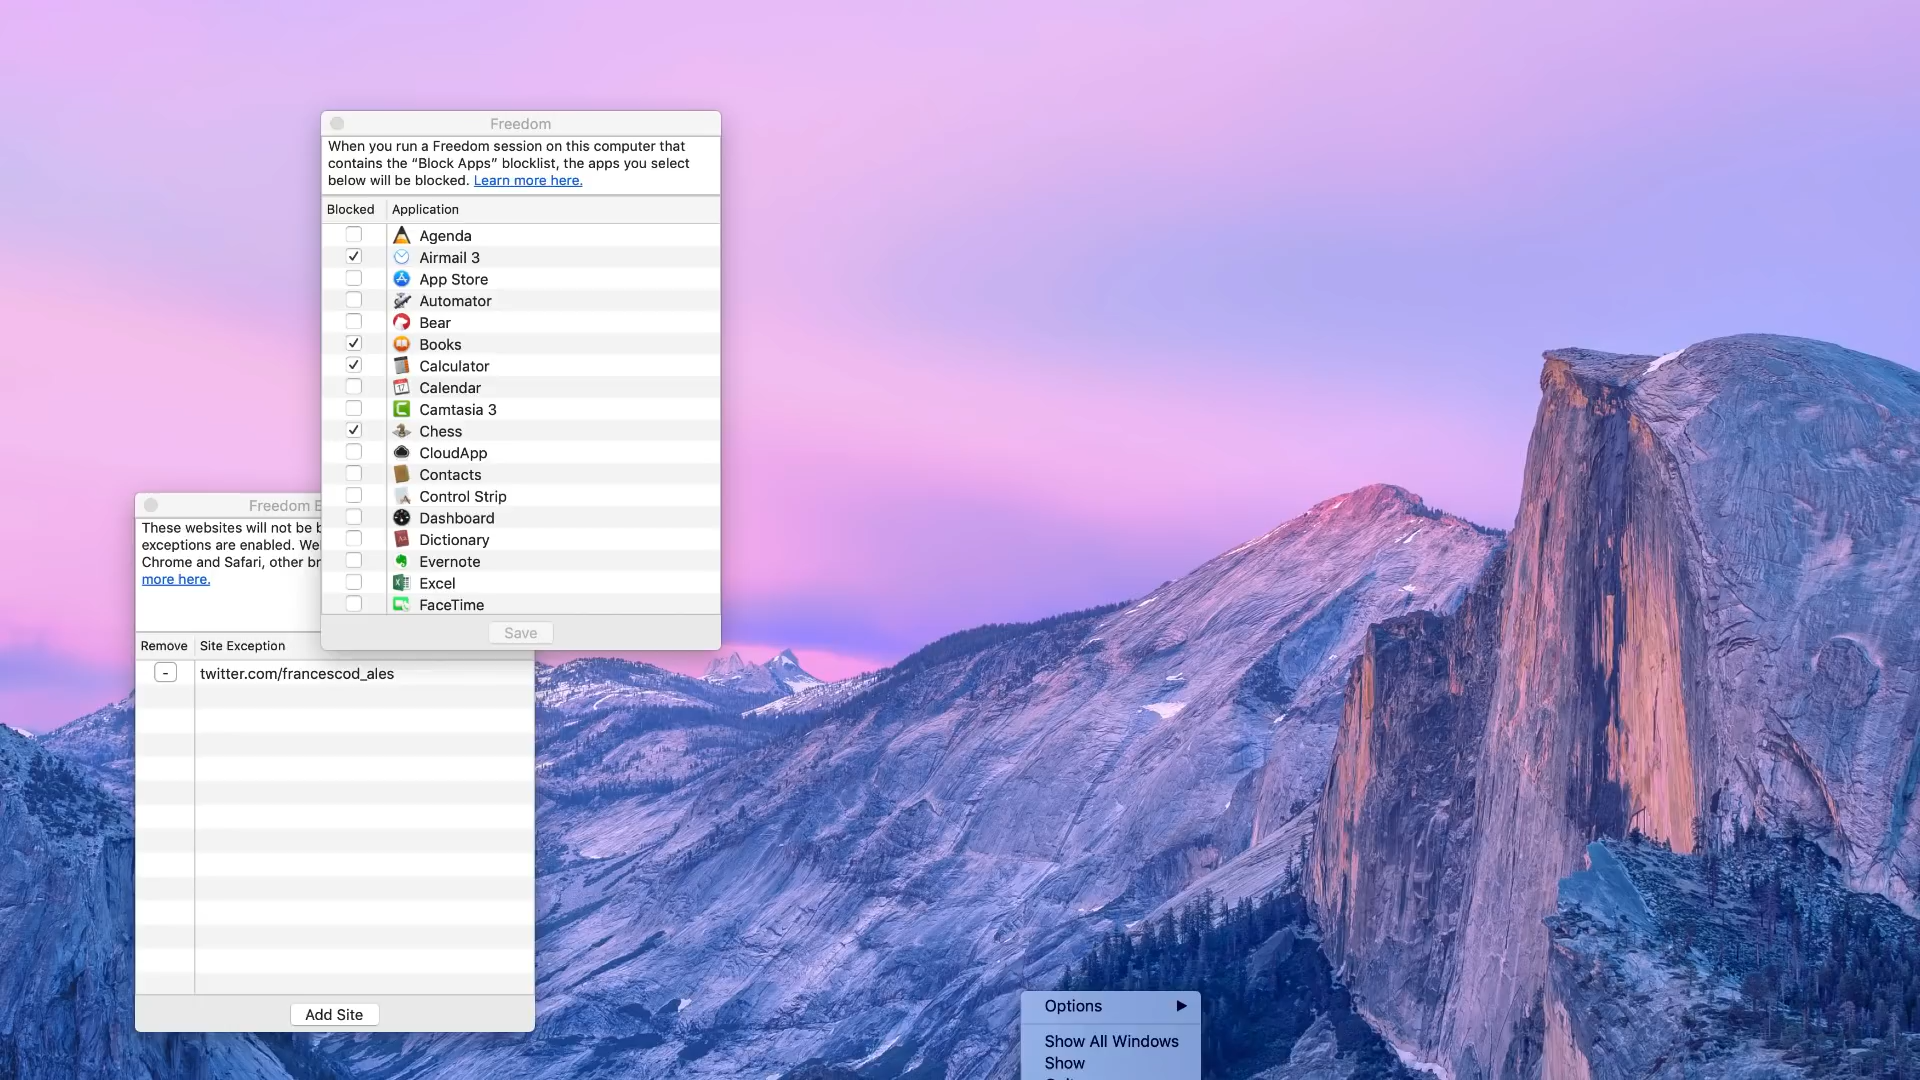 Freedom
When you run a Freedom session on this computer that
contains the “Block Apps” blocklist, the apps you select
below will be blocked. Learn more here.
Blocked Application
Agenda
Airmail 3
App Store
Automator
Bear
Books
Calculator
Calendar
Camtasia 3
Chess
CloudApp
Contacts
Control Strip
Dashboard
Dictionary
Evernote
Excel
FaceTime
Save
Freedom
These websites will not be
exceptions are enabled.
Chrome and Safari, other
more here.
Remove Site Exception
- twitter.com/francescod_ales
Add Site
Options
Show All Windows
Show